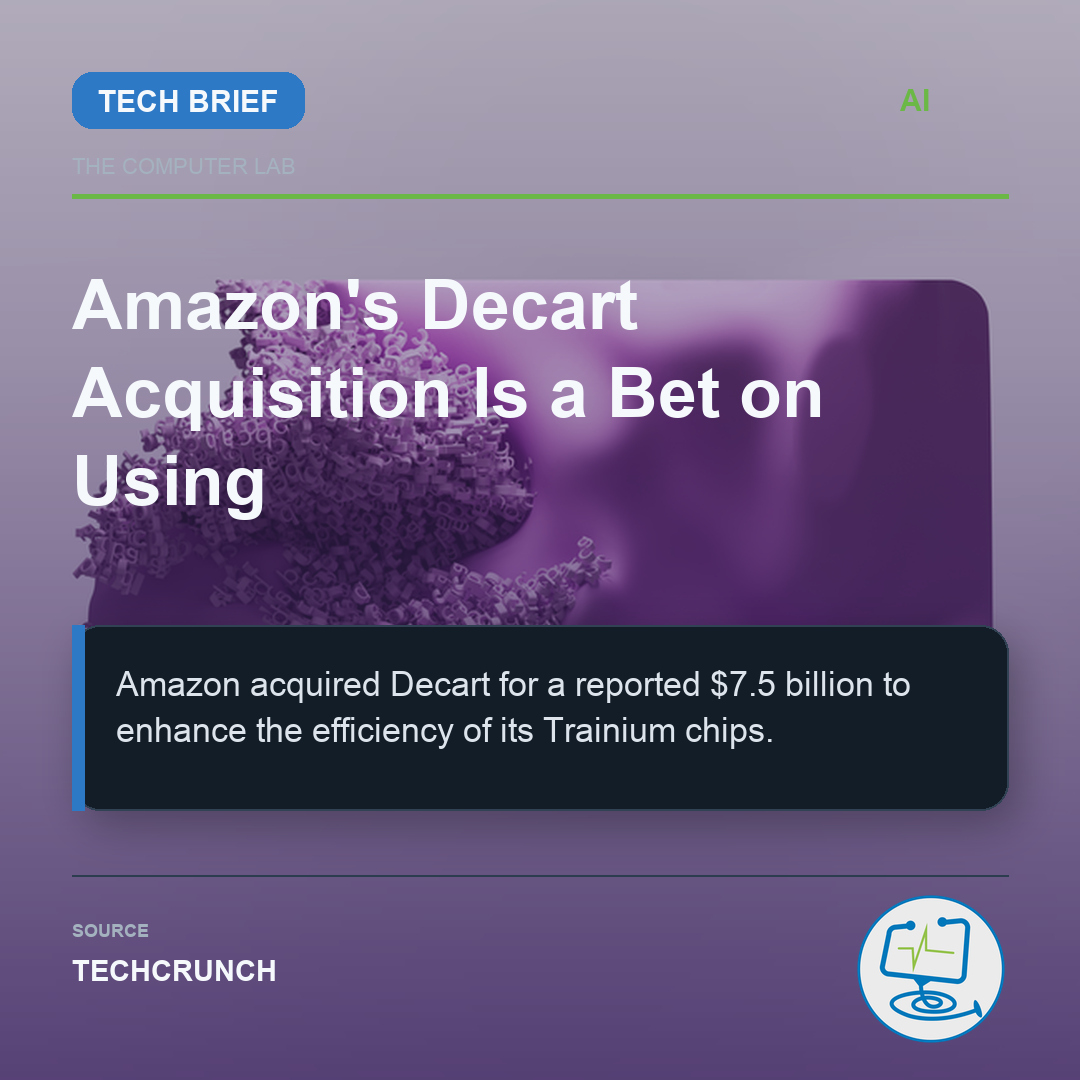 TECH BRIEF
AI
THE COMPUTER LAB
Amazon's Decart
Acquisition Is a Bet on
Using
Amazon acquired Decart for a reported $7.5 billion to
enhance the efficiency of its Trainium chips.
SOURCE
TECHCRUNCH